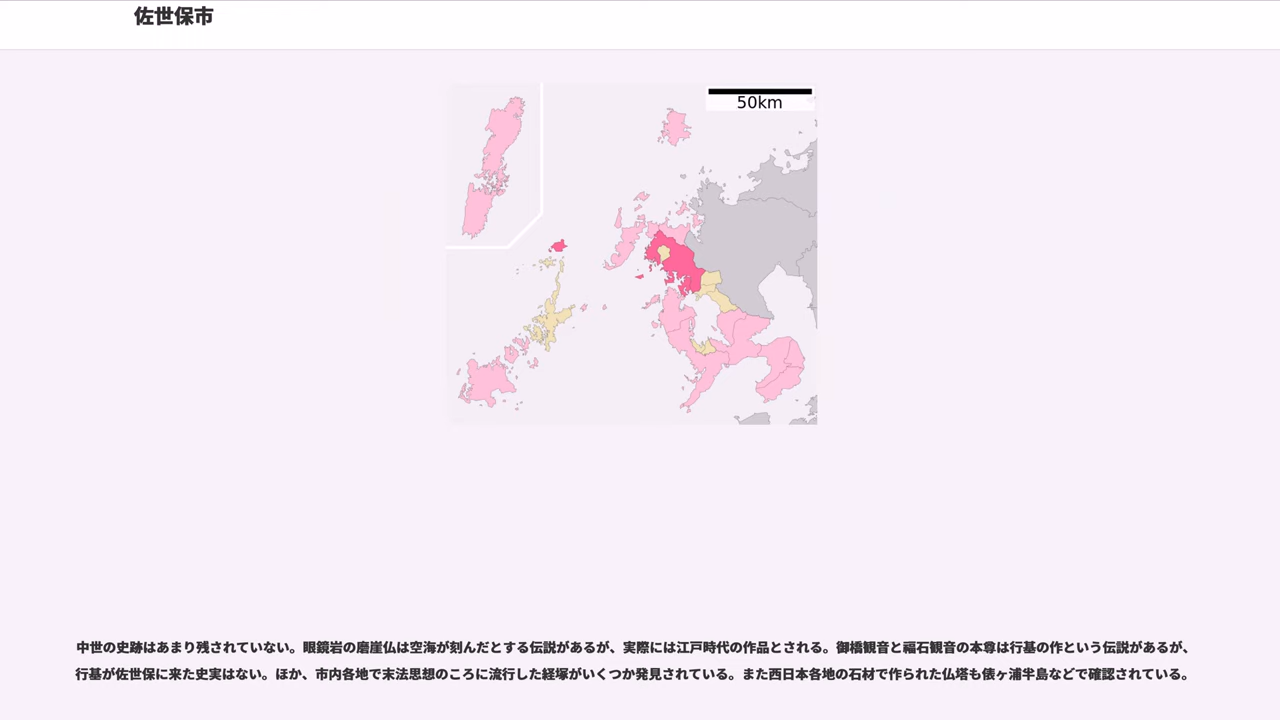 佐世保市
50km
中世の史跡はあまり残されていない。眼鏡岩の磨崖仏は空海が刻んだとする伝説があるが、実際には江戸時代の作品とされる。御橋観音と福石観音の本尊は行基の作という伝説があるが、
行基が佐世保に来た史実はない。ほか、市内各地で末法思想のころに流行した経塚がいくつか発見されている。また西日本各地の石材で作られた仏塔も俵ヶ浦半島などで確認されている。